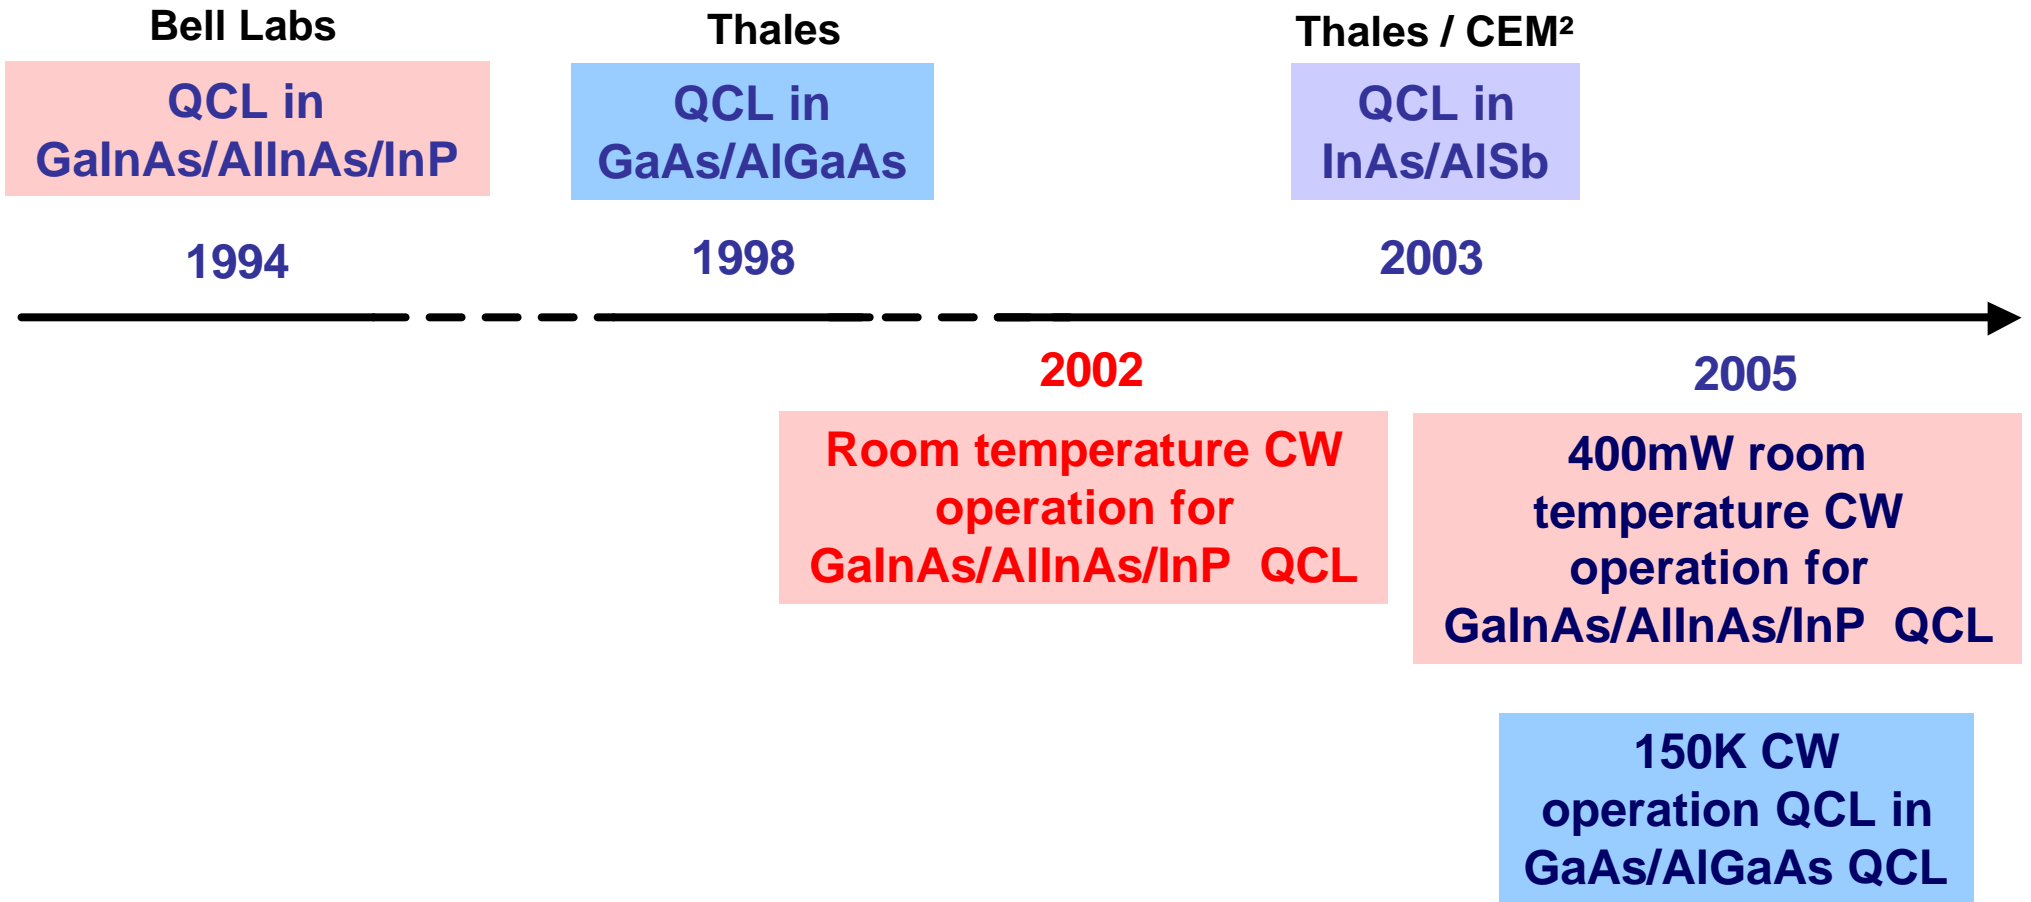 Bell Labs
QCL in
GaInAs/AlInAs/InP
1994
Thales
QCL in
GaAs/AlGaAs
1998
Thales / CEM²
QCL in
InAs/AlSb
2003
2002
Room temperature CW
operation for
GaInAs/AlInAs/InP QCL
2005
400mW room
temperature CW
operation for
GaInAs/AlInAs/InP QCL
150K CW
operation QCL in
GaAs/AlGaAs QCL